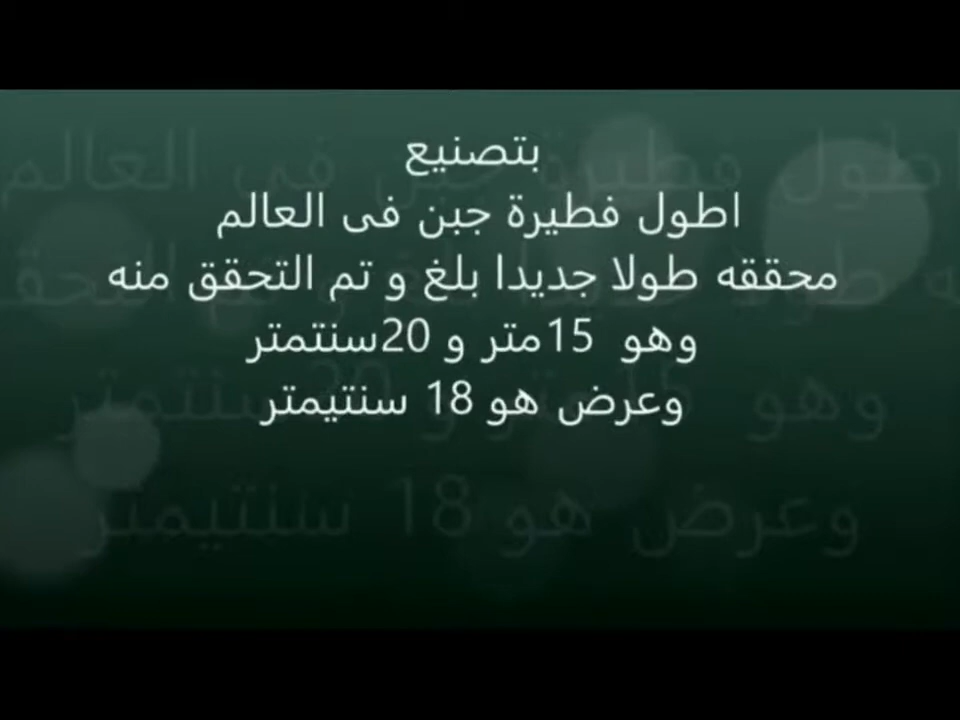 بتصنيع
اطول فطيرة جبن فى العالم
محققه طولا جديدا بلغ و تم التحقق منه
وهو 15متر و 20سنتمتر
وعرض هو 18 سنتيمتر